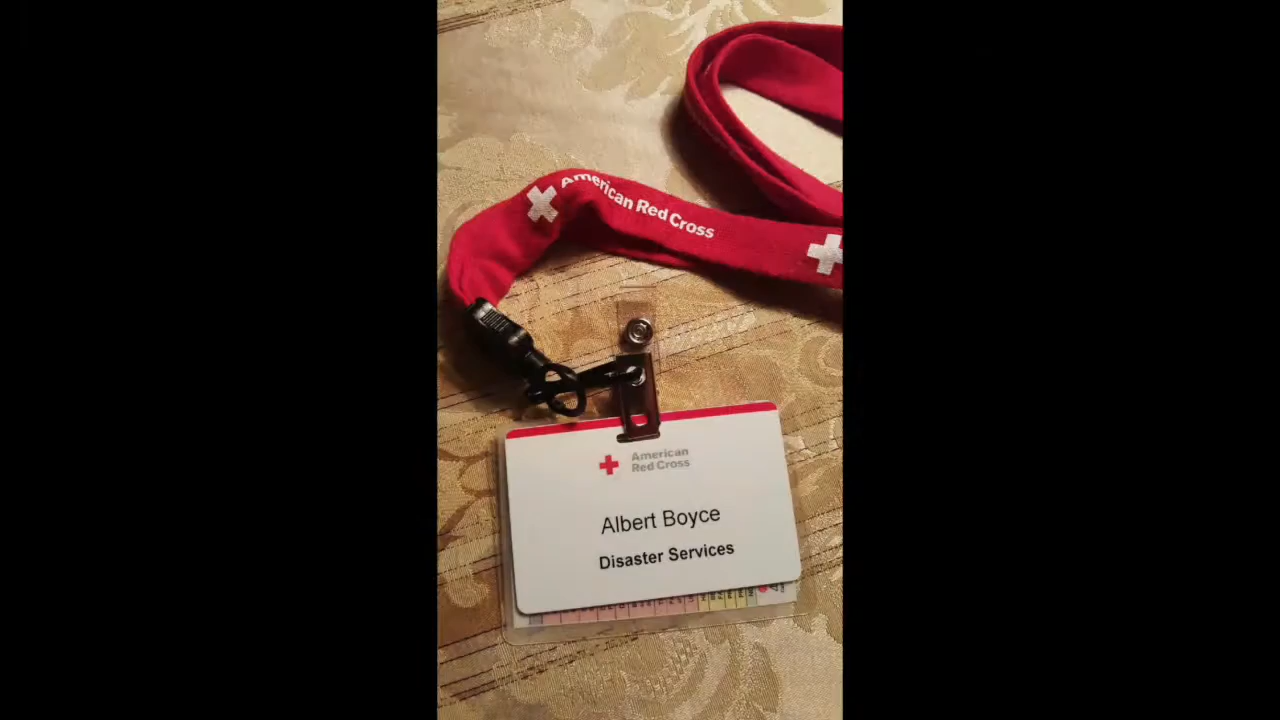 American Red Cross
American
Red Cross
Albert Boyce
Disaster Services